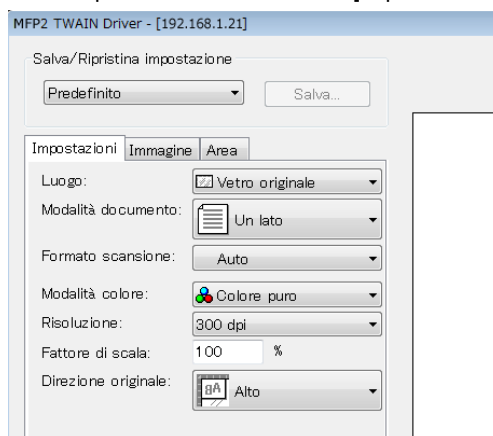 MFP2 TWAIN Driver - [192.168.1.21]
Salva/Ripristina impostazione
Predefinito Salva...
Impostazioni Immagine Area
Luogo: Vetro originale
Modalità documento: Un lato
Formato scansione: Auto
Modalità colore: Colore puro
Risoluzione: 300 dpi
Fattore di scala: 100 %
Direzione originale: Alto